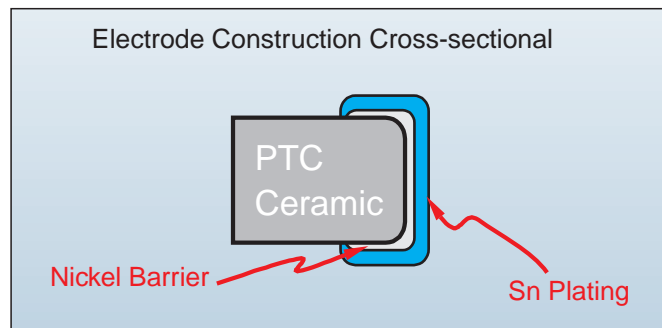 Electrode Construction Cross-sectional
PTC
Ceramic
Nickel Barrier
Sn Plating